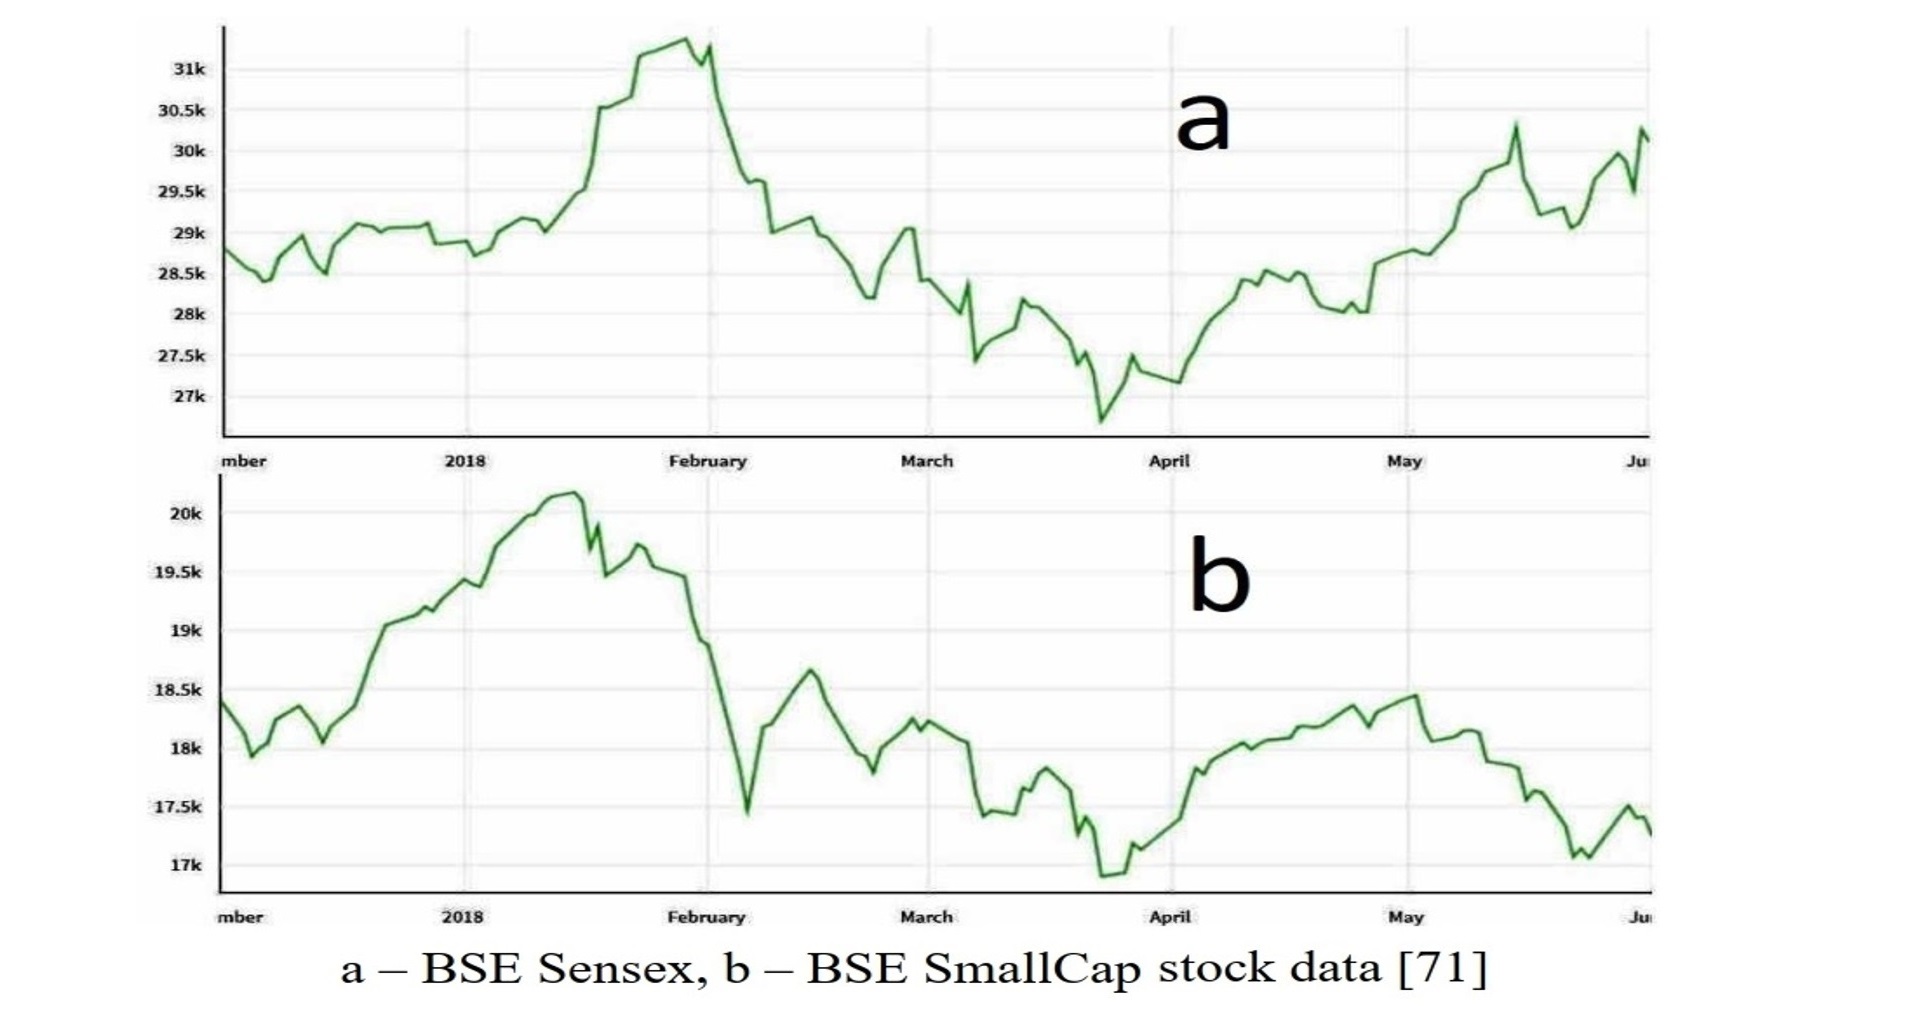 31k
30.5k
30k
29.5k
29k
28.5k
28k
27.5k
27k
a
mber 2018 February March April May Ju
20k
19.5k
19k
18.5k
18k
17.5k
17k
b
mber 2018 February March April May Ju
a – BSE Sensex, b – BSE SmallCap stock data [71]